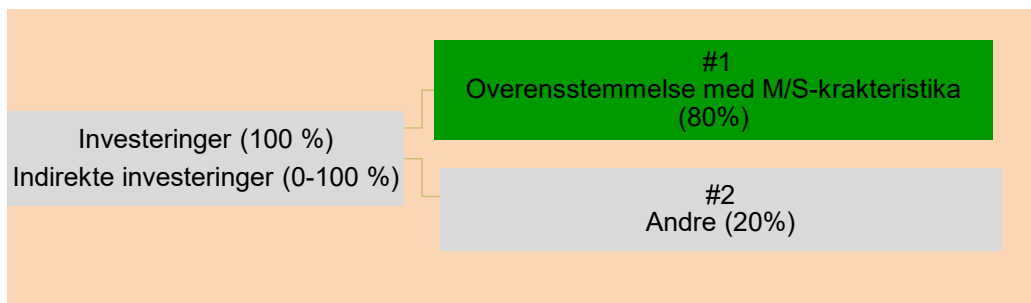 Investeringer (100 %)
Indirekte investeringer (0-100 %)
#1
Overensstemmelse med M/S-krakteristika
(80%)
#2
Andre (20%)